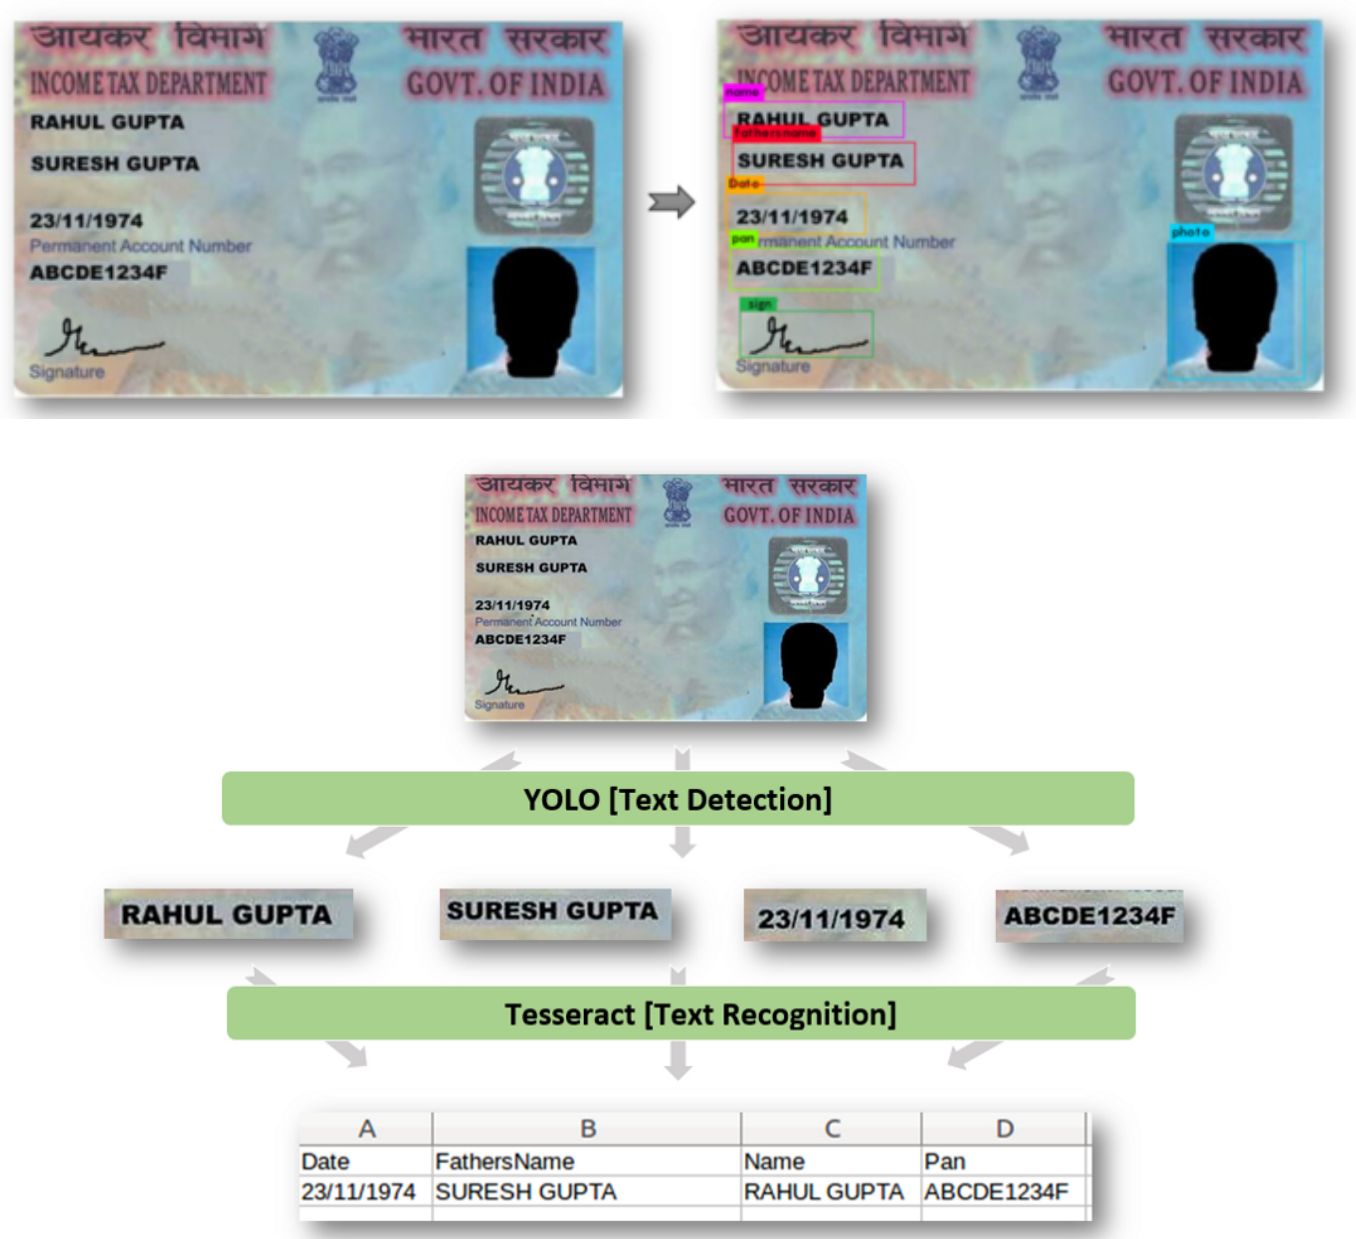 आयकर विभाग भारत सरकार
INCOME TAX DEPARTMENT GOVT. OF INDIA
RAHUL GUPTA
SURESH GUPTA
23/11/1974
Permanent Account Number
ABCDE1234F
Signature
आयकर विभाग भारत सरकार
INCOME TAX DEPARTMENT GOVT. OF INDIA
name
RAHUL GUPTA
fathersname
SURESH GUPTA
Date
23/11/1974
pan rmanent Account Number
photo
ABCDE1234F
sign
Signature
आयकर विभाग भारत सरकार
INCOME TAX DEPARTMENT GOVT. OF INDIA
RAHUL GUPTA
SURESH GUPTA
23/11/1974
Permanent Account Number
ABCDE1234F
Signature
YOLO [Text Detection]
RAHUL GUPTA SURESH GUPTA 23/11/1974 ABCDE1234F
Tesseract [Text Recognition]
A B C D
Date FathersName Name Pan
23/11/1974 SURESH GUPTA RAHUL GUPTA ABCDE1234F